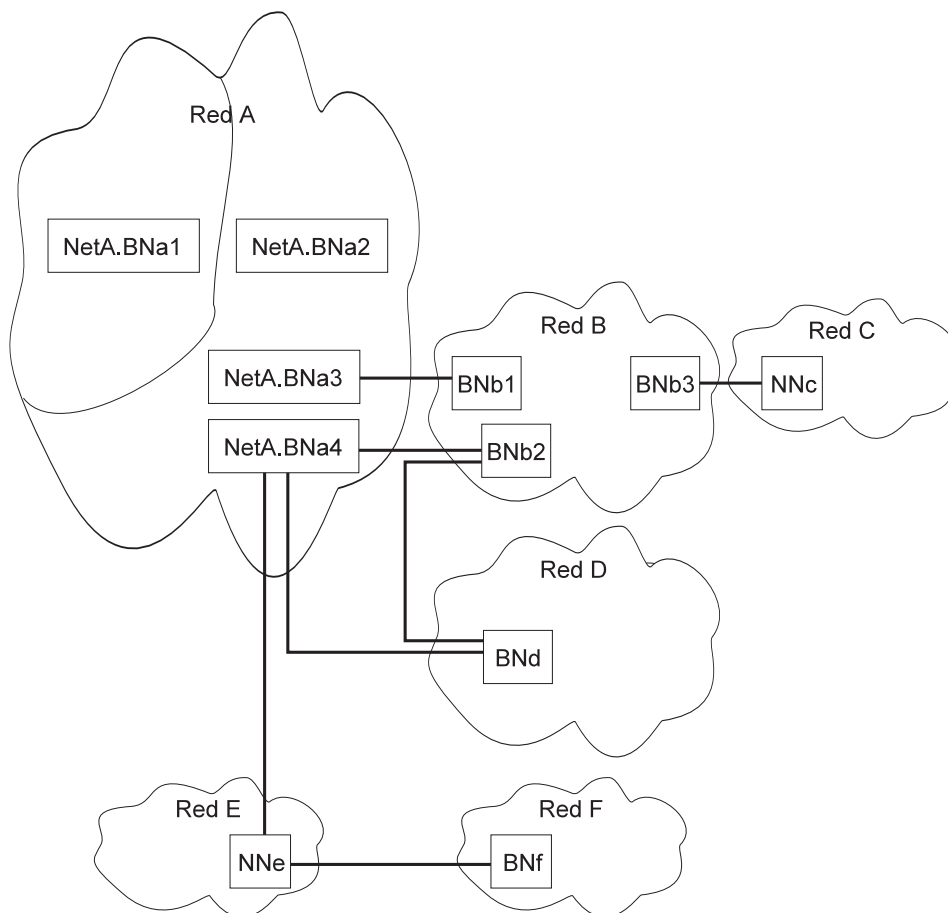 Red A
NetA.BNa1
NetA.BNa2
Red B
Red C
NetA.BNa3
BNb1
BNb3
NNc
NetA.BNa4
BNb2
Red D
BNd
Red E
Red F
NNe
BNf